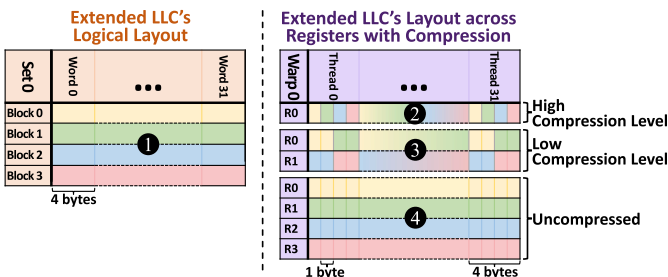 Extended LLC's
Logical Layout
Set 0
Word 0
...
Word 31
Block 0
Block 1
Block 2
Block 3
1
4 bytes
Extended LLC's Layout across
Registers with Compression
Warp 0
Thread 0
...
Thread 31
R0
2
High
Compression Level
R0
R1
3
Low
Compression Level
R0
R1
R2
R3
4
Uncompressed
1 byte
4 bytes